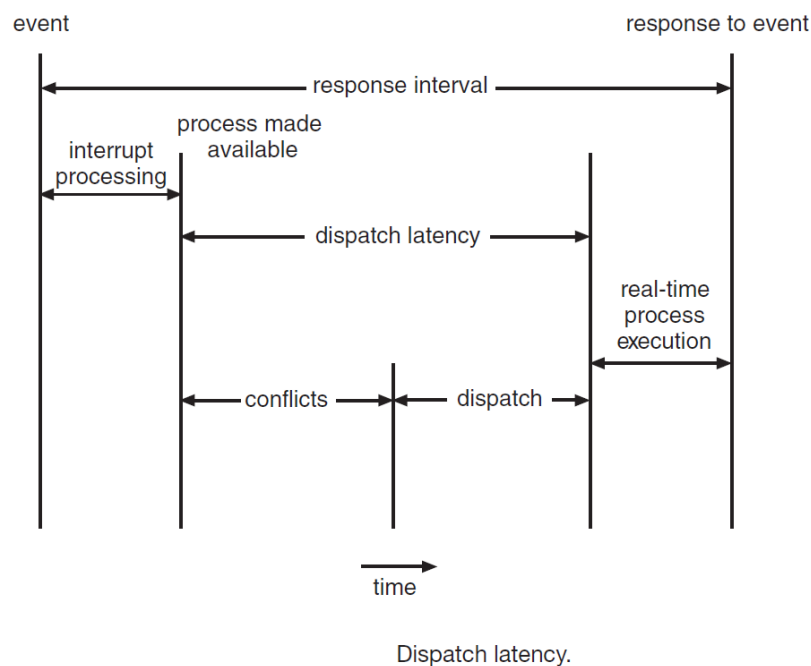 event
response to event
response interval
process made
available
interrupt
processing
dispatch latency
real-time
process
execution
conflicts
dispatch
time
Dispatch latency.